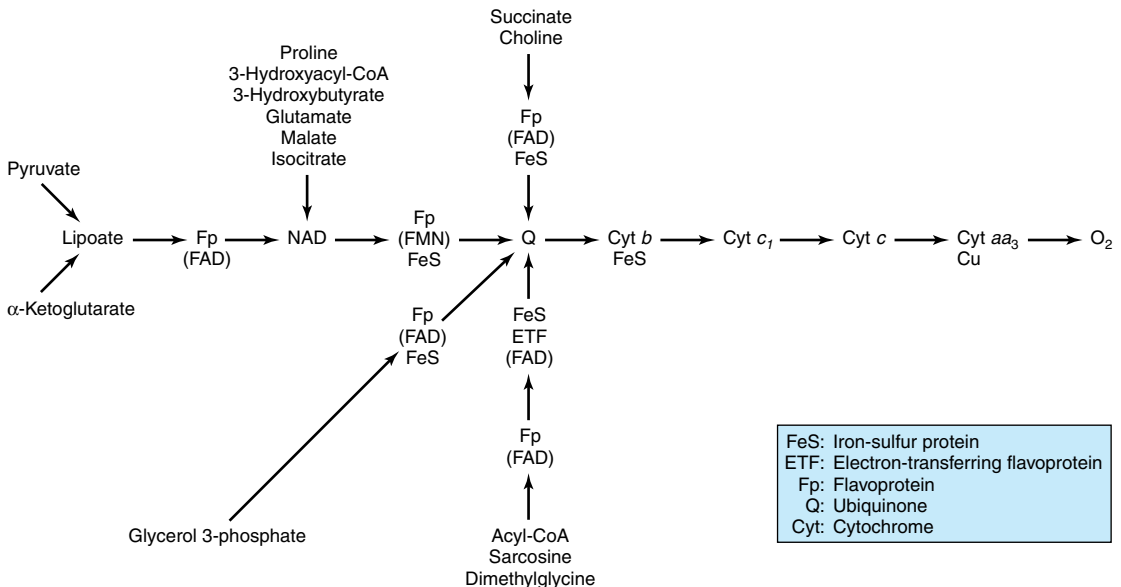 Succinate
Choline
Proline
3-Hydroxyacyl-CoA
3-Hydroxybutyrate
Glutamate
Malate
Isocitrate
Fp
(FAD)
FeS
Pyruvate
Lipoate
Fp
(FAD)
NAD
Fp
(FMN)
FeS
Q
Cyt b
FeS
Cyt c₁
Cyt c
Cyt aa₃
Cu
O₂
α-Ketoglutarate
Fp
(FAD)
FeS
FeS
ETF
(FAD)
Fp
(FAD)
Glycerol 3-phosphate
Acyl-CoA
Sarcosine
Dimethylglycine
FeS: Iron-sulfur protein
ETF: Electron-transferring flavoprotein
Fp: Flavoprotein
Q: Ubiquinone
Cyt: Cytochrome